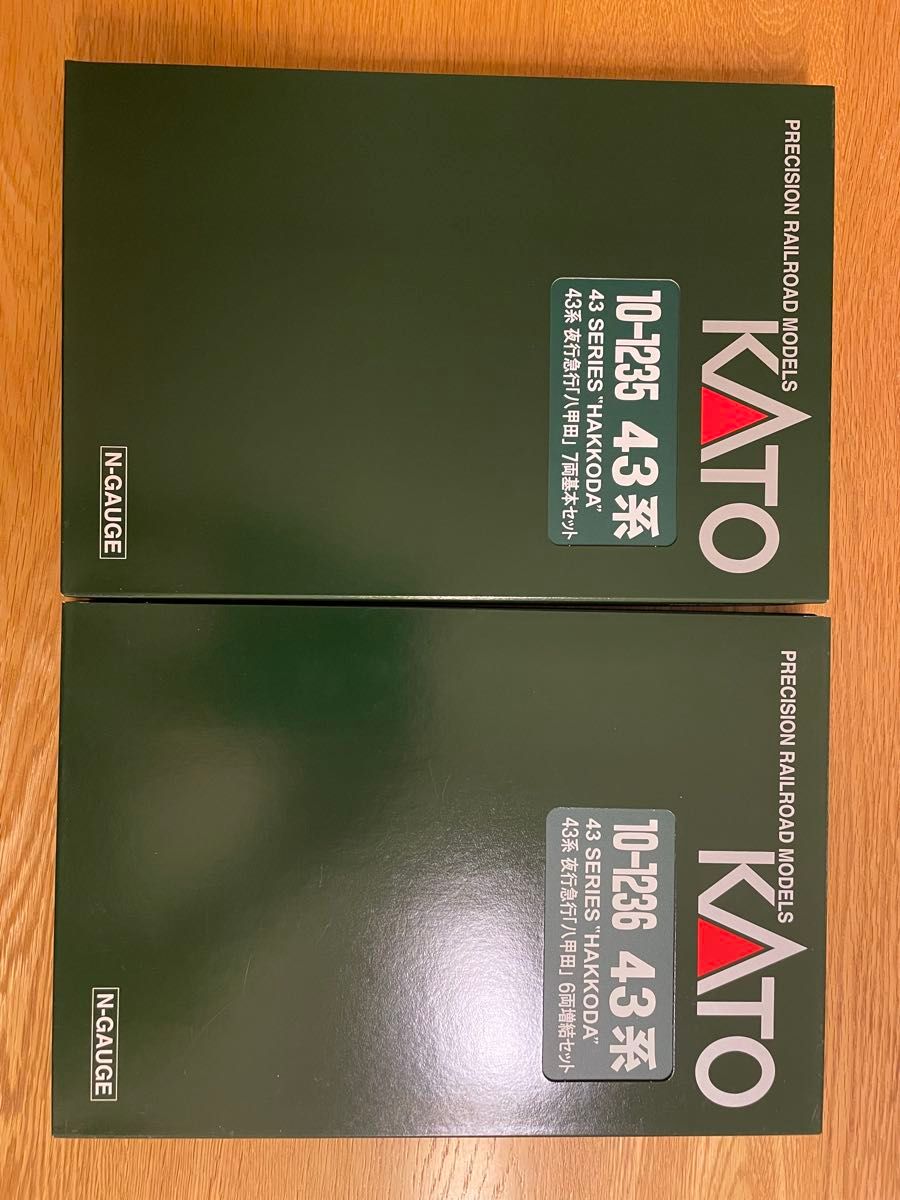 PRECISION RAILROAD MODELS
KATO
10-1235 43系
43 SERIES "HAKKODA"
43系 夜行急行「八甲田」 7両基本セット
N-GAUGE
PRECISION RAILROAD MODELS
KATO
10-1236 43系
43 SERIES "HAKKODA"
43系 夜行急行「八甲田」 6両増結セット
N-GAUGE